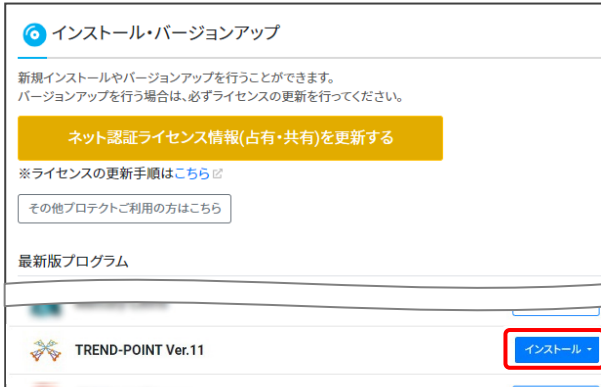 インストール・バージョンアップ
新規インストールやバージョンアップを行うことができます。
バージョンアップを行う場合は、必ずライセンスの更新を行ってください。
ネット認証ライセンス情報(占有・共有)を更新する
※ライセンスの更新手順はこちら
その他プロテクトご利用の方はこちら
最新版プログラム
TREND-POINT Ver.11
インストール